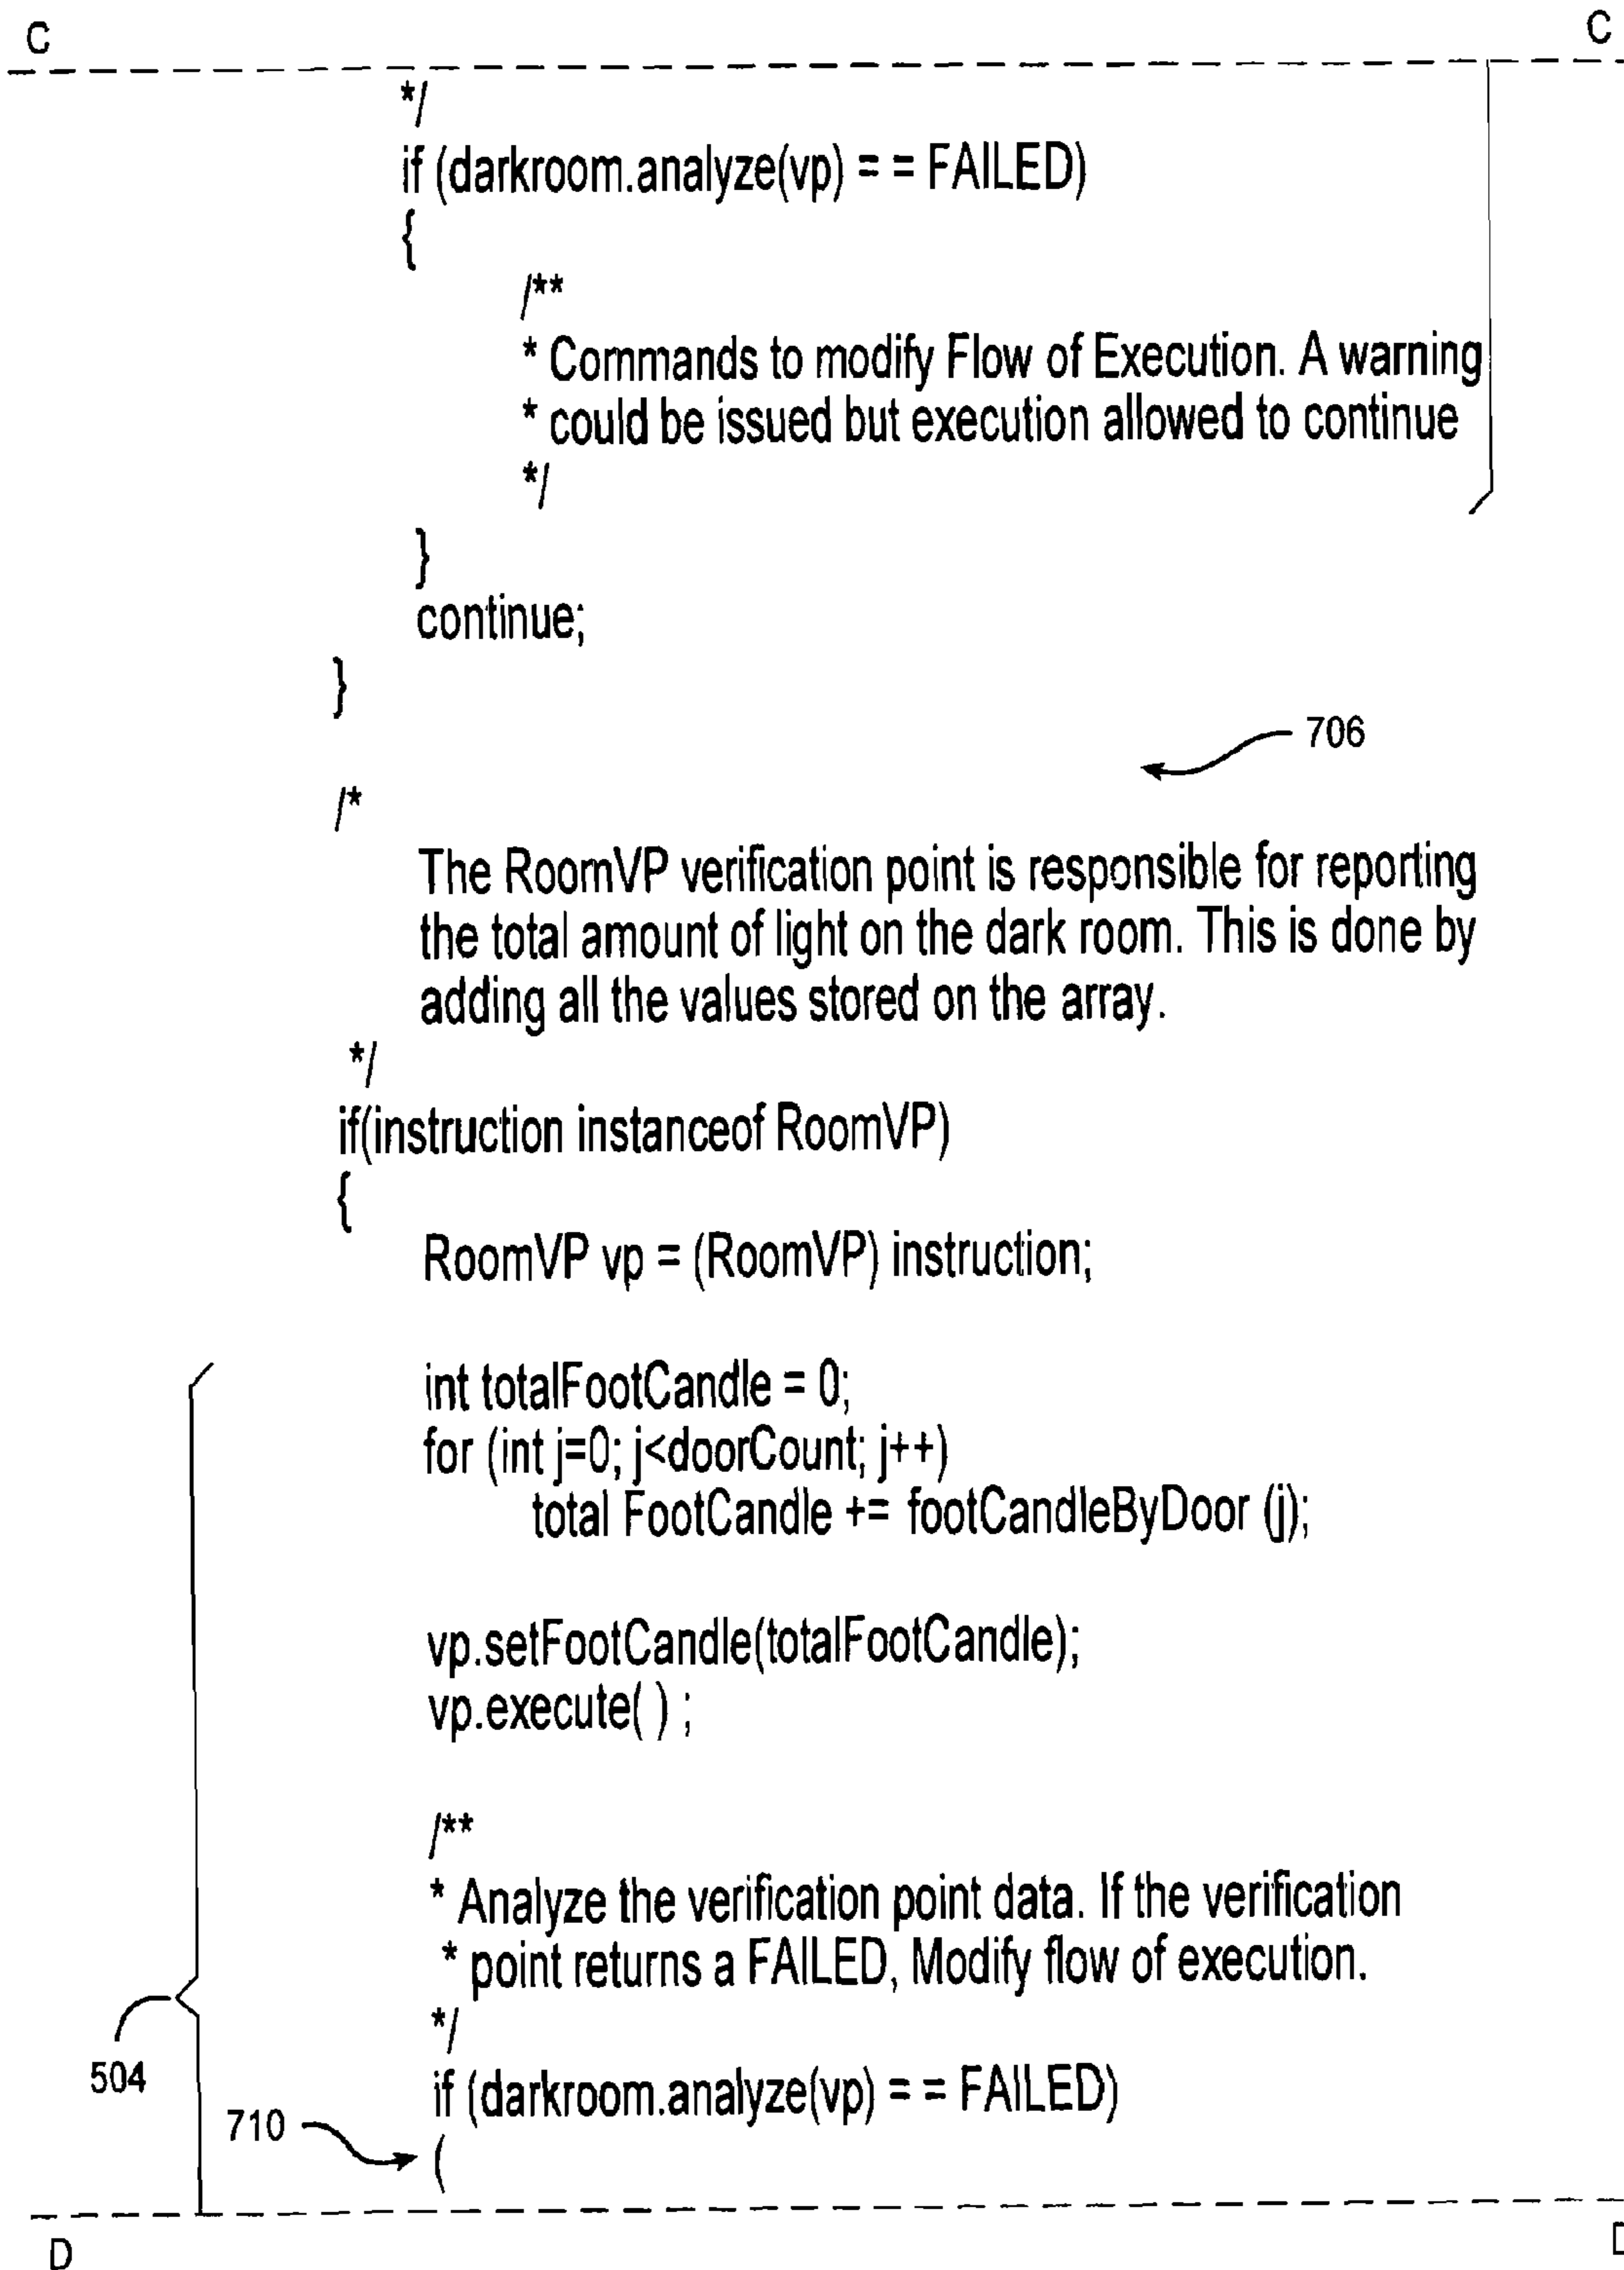 C C
*/
if (darkroom.analyze(vp) = = FAILED)
{
/**
* Commands to modify Flow of Execution. A warning
* could be issued but execution allowed to continue
*/
}
continue;
}
706
/*
The RoomVP verification point is responsible for reporting
the total amount of light on the dark room. This is done by
adding all the values stored on the array.
*/
if(instruction instanceof RoomVP)
{
RoomVP vp = (RoomVP) instruction;
int totalFootCandle = 0;
for (int j=0; j<doorCount; j++)
total FootCandle += footCandleByDoor (j);
vp.setFootCandle(totalFootCandle);
vp.execute( ) ;
/**
* Analyze the verification point data. If the verification
* point returns a FAILED, Modify flow of execution.
*/
504
if (darkroom.analyze(vp) = = FAILED)
710
(
D D